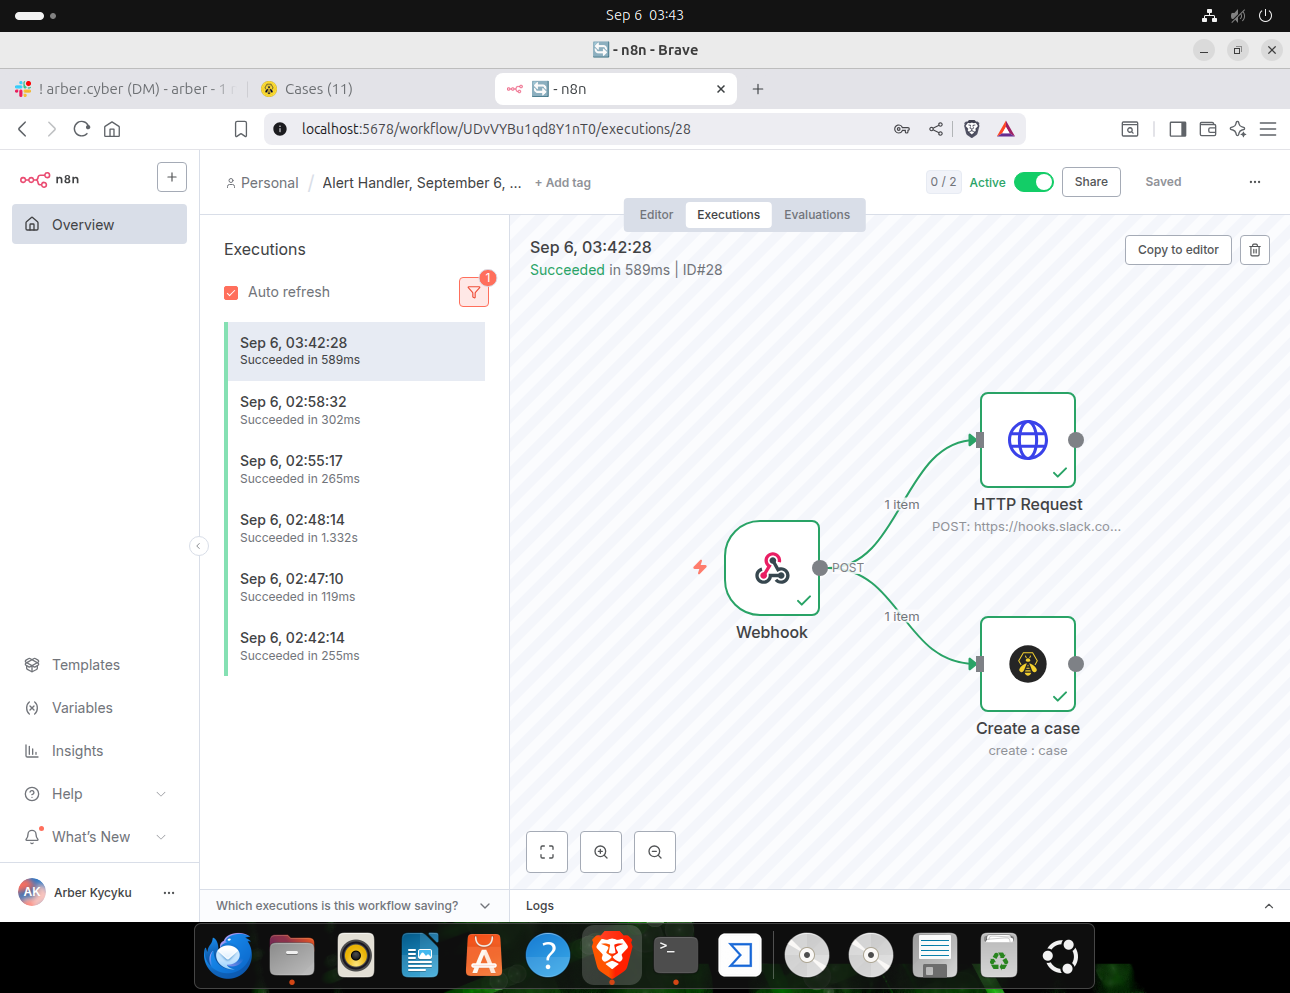 Sep 6 03:43
- n8n - Brave
! arber.cyber (DM) - arber - 1
Cases (11)
- n8n
localhost:5678/workflow/UDvVYBu1qd8Y1nT0/executions/28
n8n
Personal / Alert Handler, September 6, ...
+ Add tag
0 / 2
Active
Share
Saved
Overview
Editor
Executions
Evaluations
Executions
Auto refresh
1
Sep 6, 03:42:28
Succeeded in 589ms
Sep 6, 02:58:32
Succeeded in 302ms
Sep 6, 02:55:17
Succeeded in 265ms
Sep 6, 02:48:14
Succeeded in 1.332s
Sep 6, 02:47:10
Succeeded in 119ms
Sep 6, 02:42:14
Succeeded in 255ms
Sep 6, 03:42:28
Succeeded in 589ms | ID#28
Copy to editor
1 item
HTTP Request
POST: https://hooks.slack.co...
POST
Webhook
1 item
Create a case
create : case
Templates
Variables
Insights
Help
What's New
AK
Arber Kycyku
Which executions is this workflow saving?
Logs